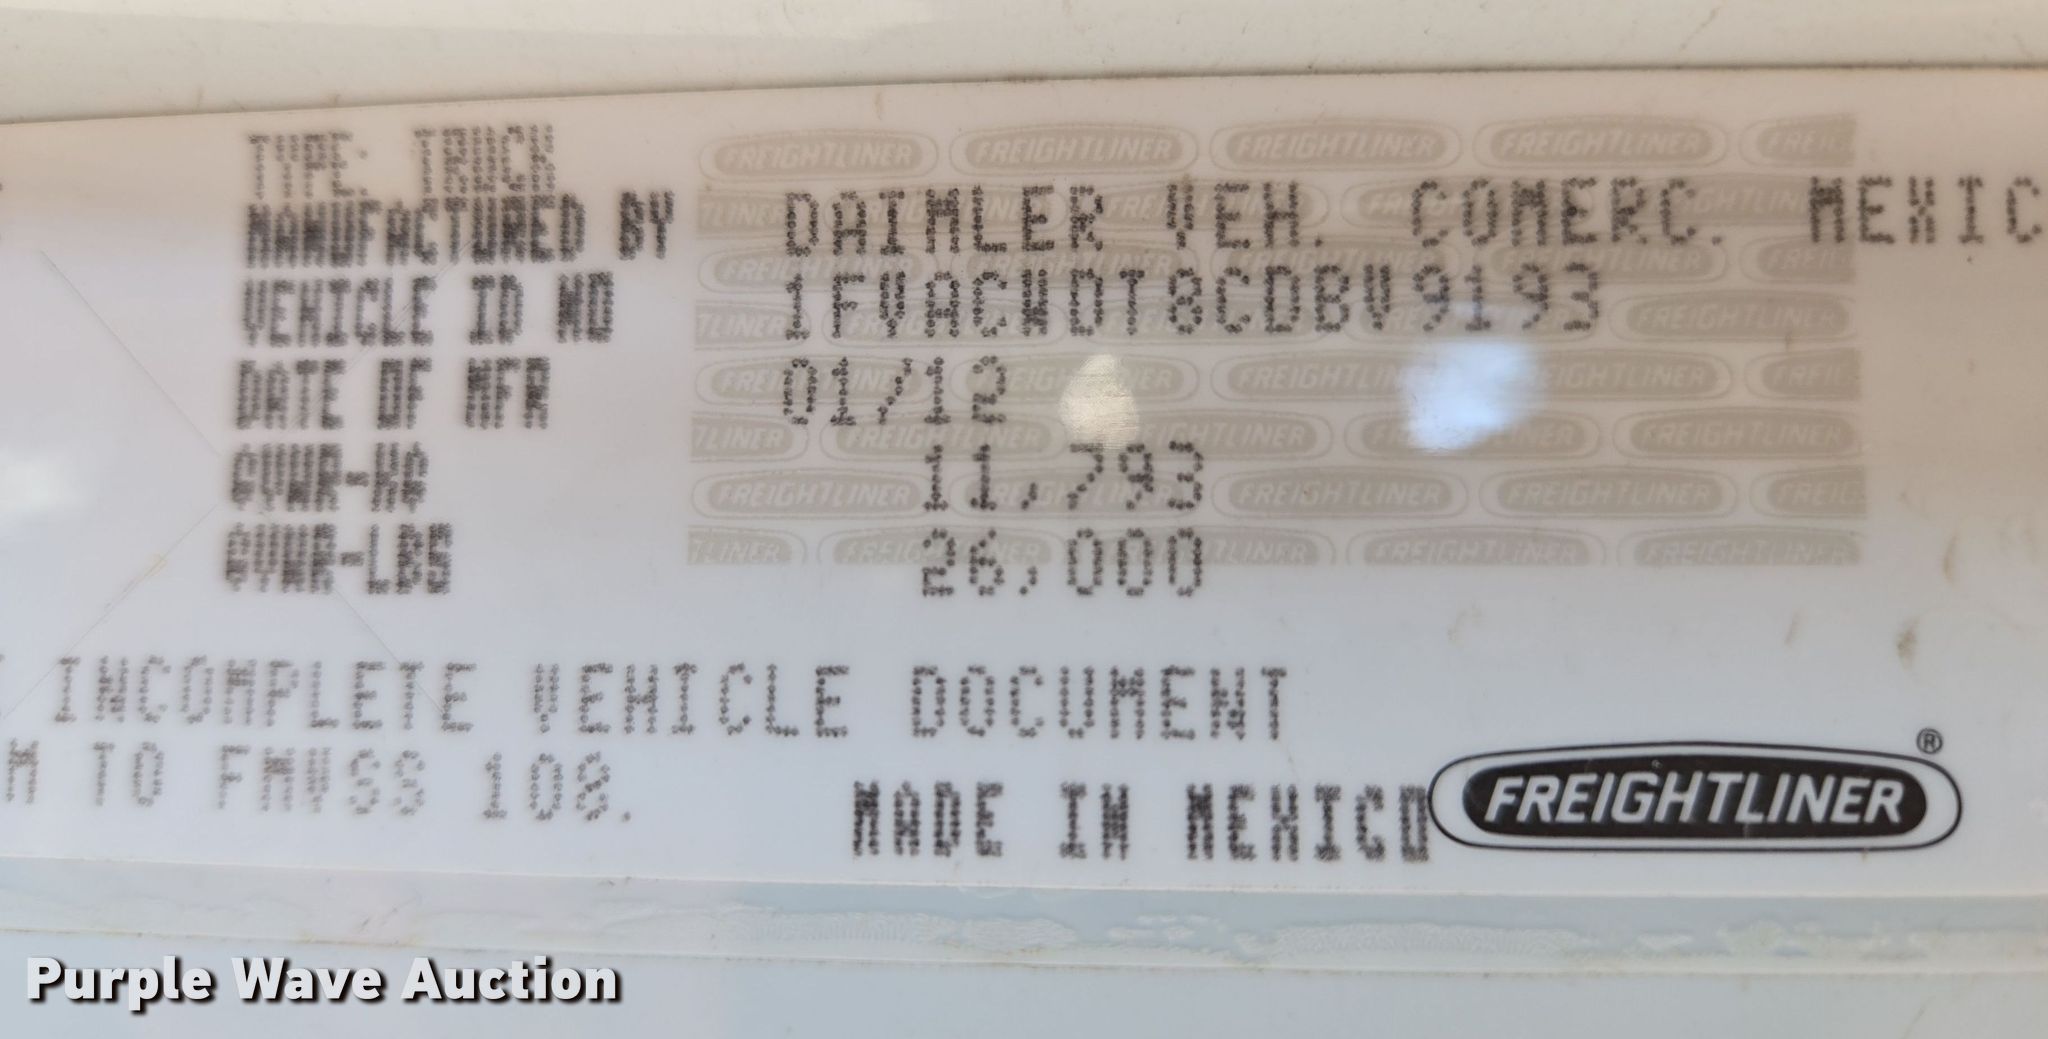 TYPE: TRUCK
MANUFACTURED BY DAIMLER VEH. COMERC. MEXIC
VEHICLE ID NO 1FVACWDT8CDBV9193
DATE OF MFR 01/12
GVWR-KG 11,793
GVWR-LBS 26,000
INCOMPLETE VEHICLE DOCUMENT
M TO FMVSS 108.
MADE IN MEXICO FREIGHTLINER®
Purple Wave Auction